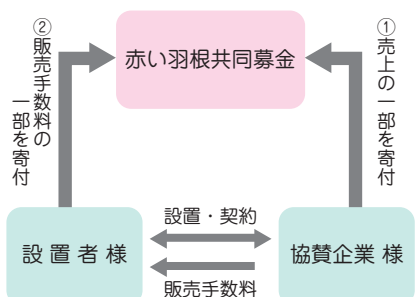 赤い羽根共同募金
①売上の一部を寄付
②販売手数料の
一部を寄付
設置・契約
設置者様
協賛企業様
販売手数料